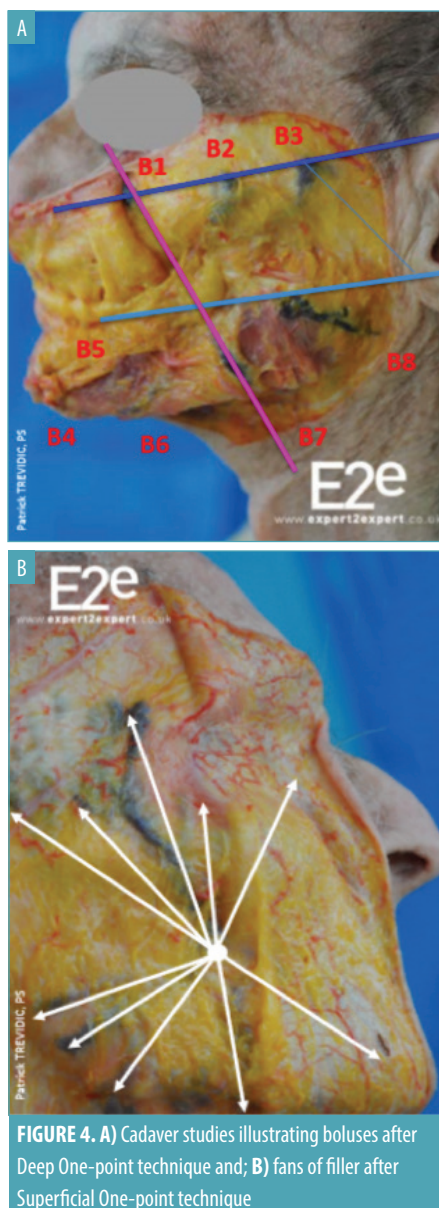 A
B1
B2
B3
B5
B8
B4
B6
B7
E2e
www.expert2expert.co.uk
Patrick TREVIDIC, PS
B
E2e
www.expert2expert.co.uk
Patrick TREVIDIC, PS
FIGURE 4. A) Cadaver studies illustrating boluses after
Deep One-point technique and; B) fans of filler after
Superficial One-point technique